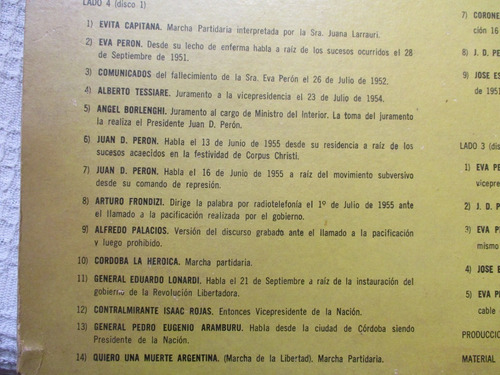 LADO 4 (disco 1)
1) EVITA CAPITANA. Marcha Partidaria interpretada por la Sra. Juana Larrauri.
2) EVA PERON. Desde su lecho de enferma habla a raíz de los sucesos ocurridos el 28
de Septiembre de 1951.
3) COMUNICADOS del fallecimiento de la Sra. Eva Perón el 26 de Julio de 1952.
4) ALBERTO TESSIARE. Juramento a la vicepresidencia el 23 de Julio de 1954.
5) ANGEL BORLENGHI. Juramento al cargo de Ministro del Interior. La toma del juramento
la realiza el Presidente Juan D. Perón.
6) JUAN D. PERON. Habla el 13 de Junio de 1955 desde su residencia a raíz de los
sucesos acaecidos en la festividad de Corpus Christi.
7) JUAN D. PERON. Habla el 16 de Junio de 1955 a raíz del movimiento subversivo
desde su comando de represión.
8) ARTURO FRONDIZI. Dirige la palabra por radiotelefonía el 1º de Julio de 1955 ante
el llamado a la pacificación realizada por el gobierno.
9) ALFREDO PALACIOS. Versión del discurso grabado ante el llamado a la pacificación
y luego prohibido.
10) CORDOBA LA HEROICA. Marcha partidaria.
11) GENERAL EDUARDO LONARDI. Habla el 21 de Septiembre a raíz de la instauración del
gobierno de la Revolución Libertadora.
12) CONTRALMIRANTE ISAAC ROJAS. Entonces Vicepresidente de la Nación.
13) GENERAL PEDRO EUGENIO ARAMBURU. Habla desde la ciudad de Córdoba siendo
Presidente de la Nación.
14) QUIERO UNA MUERTE ARGENTINA. (Marcha de la Libertad). Marcha Partidaria.
7) CORONE
ción 16
8) J. D. P
9) JOSE ES
de 1951
LADO 3 (disc
1) EVA P
vicepre
2) J. D. P
3) EVA PE
mismo
4) JOSE E
5) EVA P
cable
PRODUCCIO
MATERIAL